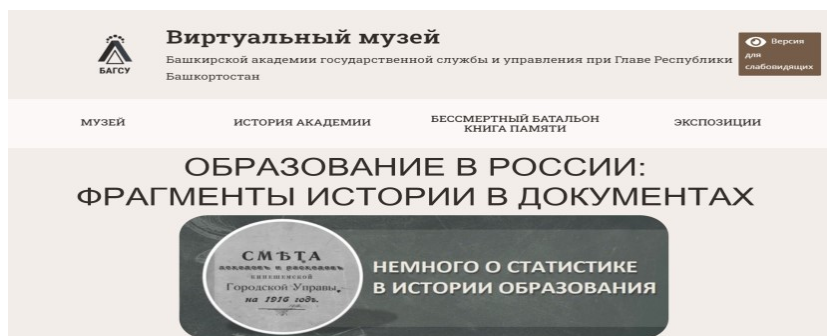 БАГСУ
Виртуальный музей
Башкирской академии государственной службы и управления при Главе Республики
Башкортостан
Версия
для
слабовидящих
МУЗЕЙ
ИСТОРИЯ АКАДЕМИИ
БЕССМЕРТНЫЙ БАТАЛЬОН
КНИГА ПАМЯТИ
ЭКСПОЗИЦИИ
ОБРАЗОВАНИЕ В РОССИИ:
ФРАГМЕНТЫ ИСТОРИИ В ДОКУМЕНТАХ
СМѢТА
Городской Управы,
на 1916 годъ.
НЕМНОГО О СТАТИСТИКЕ
В ИСТОРИИ ОБРАЗОВАНИЯ